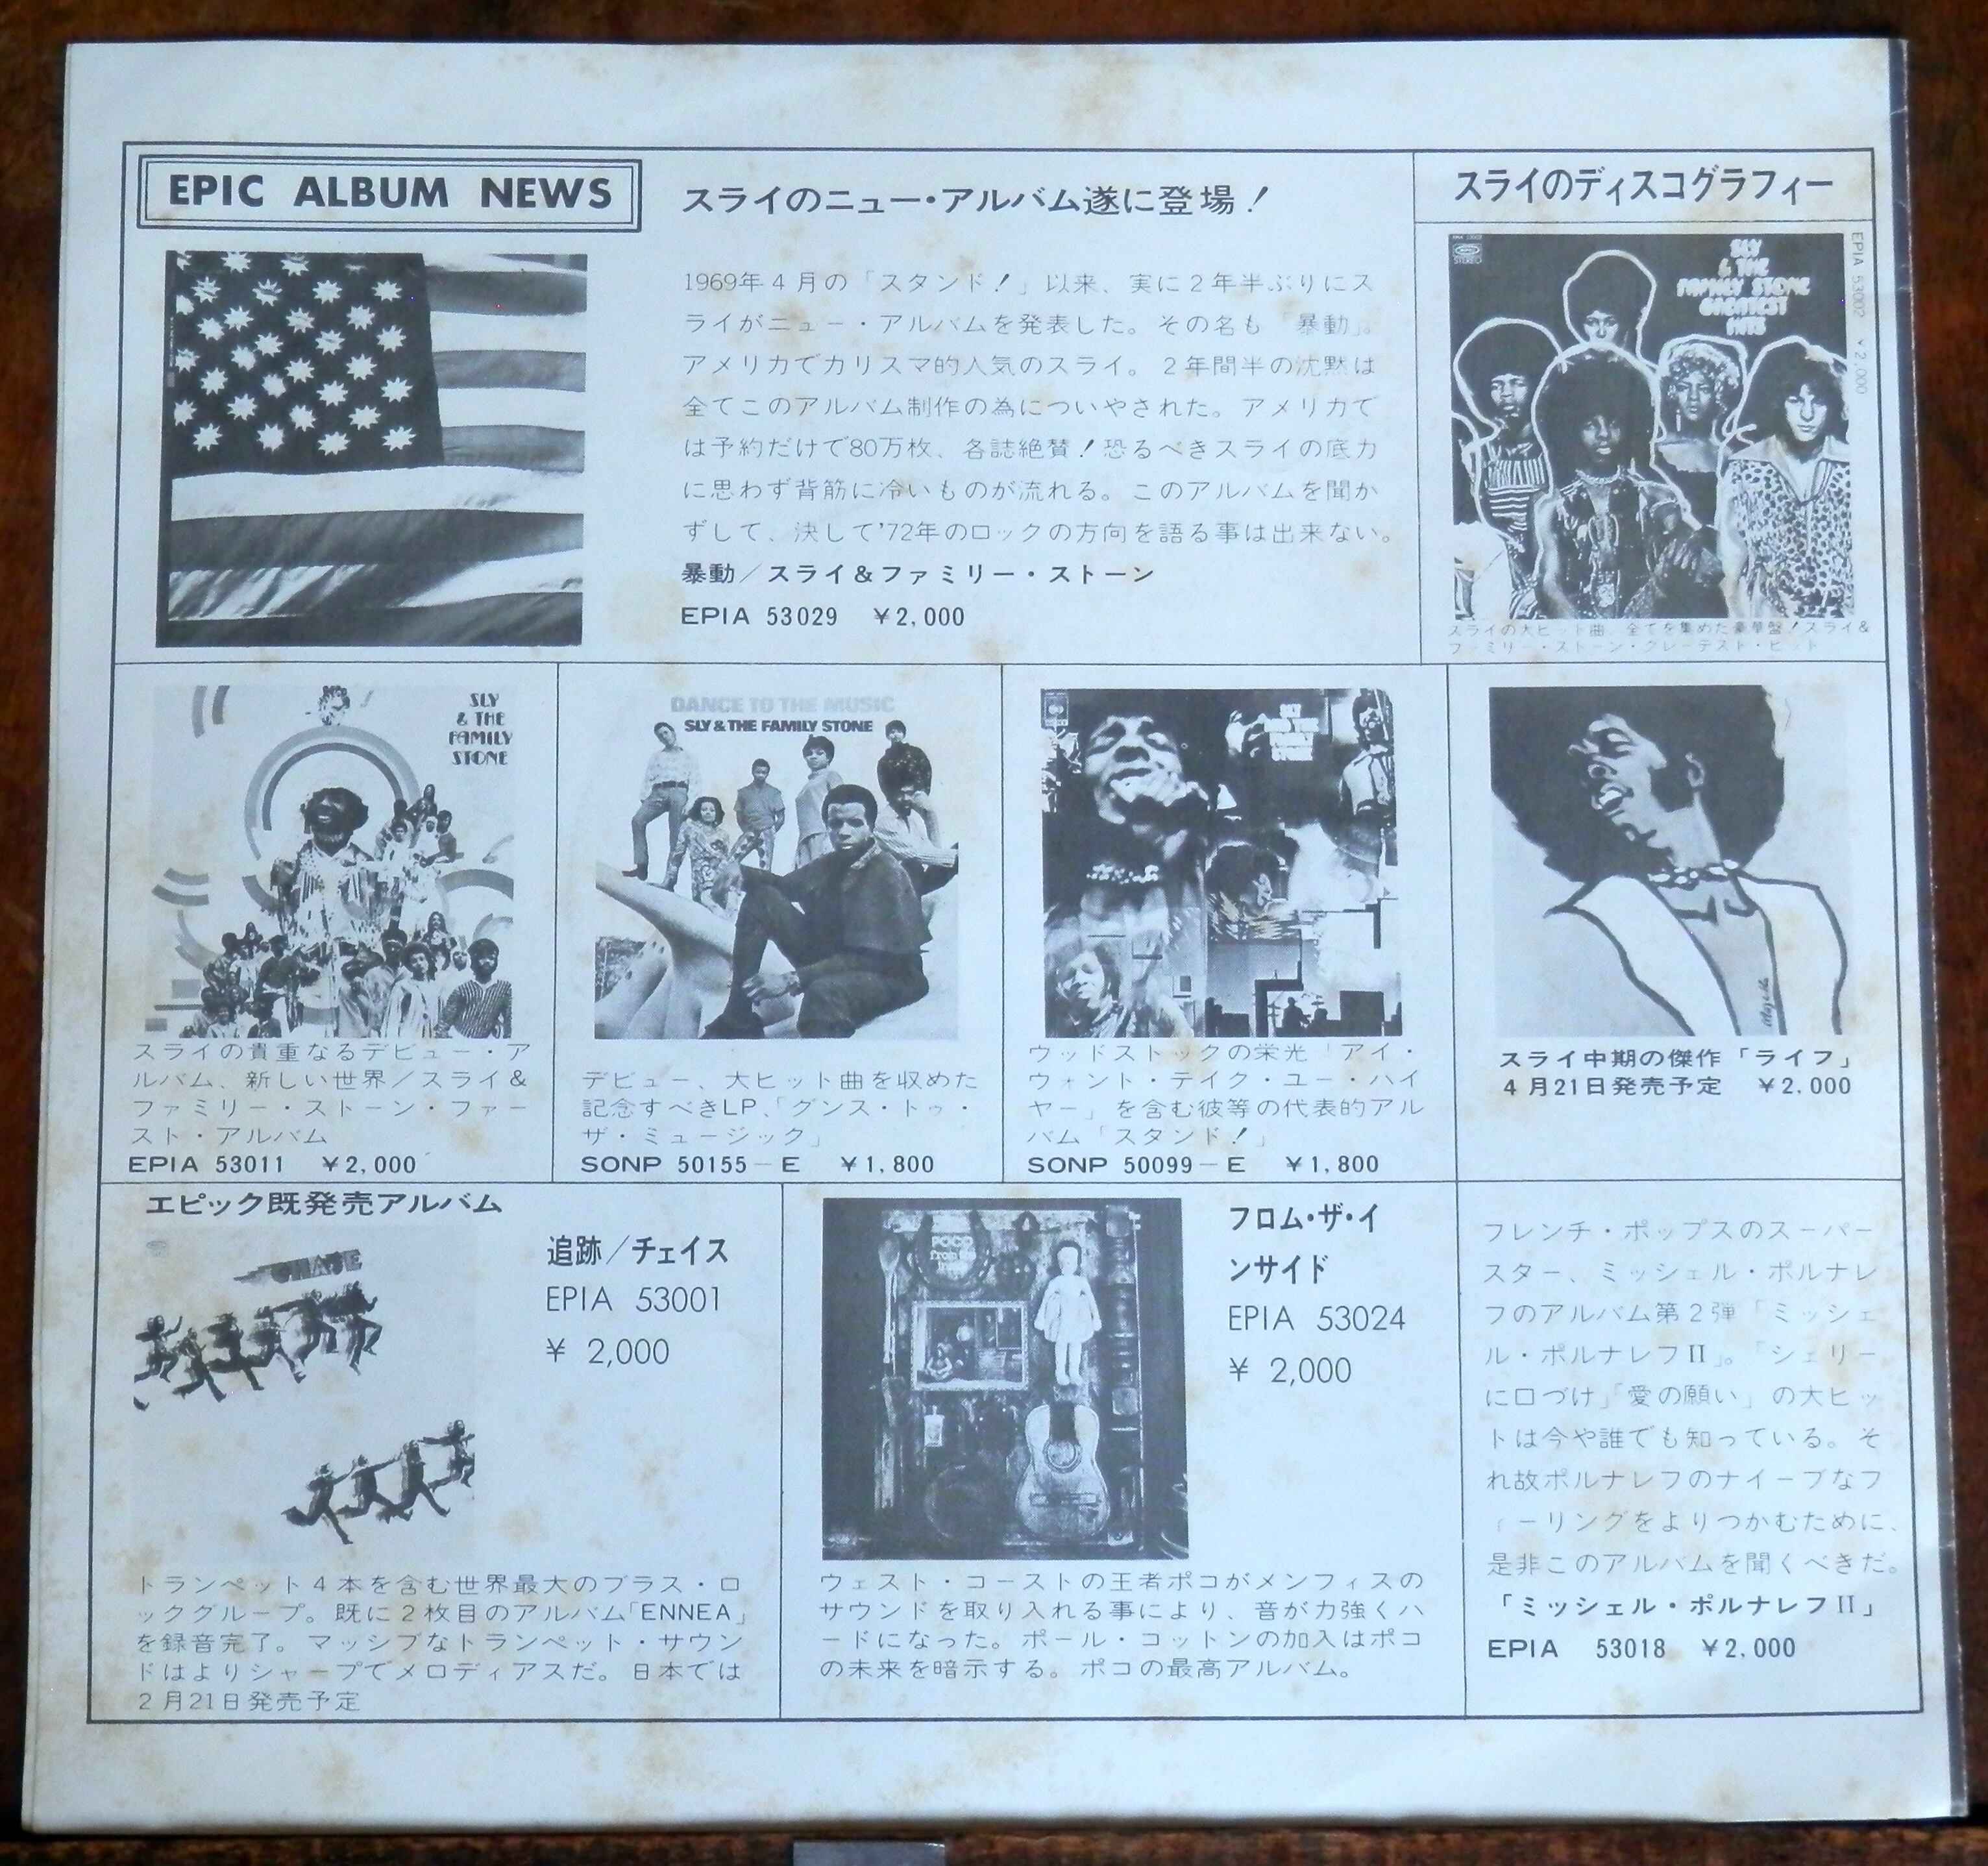 EPIC ALBUM NEWS
スライのニュー・アルバム遂に登場!
1969年4月の「スタンド!」以来、実に2年半ぶりにス
ライがニュー・アルバムを発表した。その名も「暴動」。
アメリカでカリスマ的人気のスライ。2年間半の沈黙は
全てこのアルバム制作の為についやされた。アメリカで
は予約だけで80万枚、各誌絶賛!恐るべきスライの底力
に思わず背筋に冷いものが流れる。このアルバムを聞か
ずして、決して'72年のロックの方向を語る事は出来ない。
暴動/スライ&ファミリー・ストーン
EPIA 53029 ¥2,000
スライのディスコグラフィー
STEREO
SLY
& THE
FAMILY STONE
GREATEST
HITS
EPIA 53002 ¥2,000
スライの大ヒット曲、全てを集めた豪華盤!スライ&
ファミリー・ストーン・グレーテスト・ヒット
SLY
& THE
FAMILY
STONE
スライの貴重なるデビュー・ア
ルバム、新しい世界/スライ&
ファミリー・ストーン・ファー
スト・アルバム
EPIA 53011 ¥2,000
DANCE TO THE MUSIC
SLY & THE FAMILY STONE
デビュー、大ヒット曲を収めた
記念すべきLP、「ダンス・トゥ・
ザ・ミュージック」
SONP 50155-E ¥1,800
ウッドストックの栄光「アイ・
ウォント・テイク・ユー・ハイ
ヤー」を含む彼等の代表的アル
バム「スタンド!」
SONP 50099-E ¥1,800
スライ中期の傑作「ライフ」
4月21日発売予定 ¥2,000
エピック既発売アルバム
CHASE
追跡/チェイス
EPIA 53001
¥ 2,000
トランペット4本を含む世界最大のブラス・ロ
ックグループ。既に2枚目のアルバム「ENNEA」
を録音完了。マッシブなトランペット・サウン
ドはよりシャープでメロディアスだ。日本では
2月21日発売予定
POCO
from the
inside
フロム・ザ・イ
ンサイド
EPIA 53024
¥ 2,000
ウェスト・コーストの王者ポコがメンフィスの
サウンドを取り入れる事により、音が力強くハ
ードになった。ポール・コットンの加入はポコ
の未来を暗示する。ポコの最高アルバム。
フレンチ・ポップスのスーパー
スター、ミッシェル・ポルナレ
フのアルバム第2弾「ミッシェ
ル・ポルナレフII」。「シェリー
に口づけ」「愛の願い」の大ヒッ
トは今や誰でも知っている。そ
れ故ポルナレフのナイーブなフ
ィーリングをよりつかむために、
是非このアルバムを聞くべきだ。
「ミッシェル・ポルナレフII」
EPIA 53018 ¥2,000